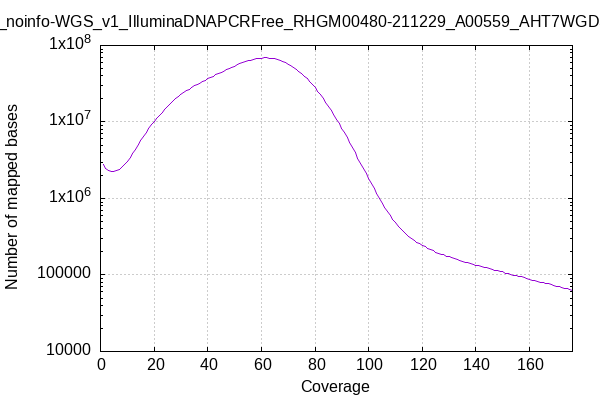 _noinfo-WGS_v1_IlluminaDNAPCRFree_RHGM00480-211229_A00559_AHT7WGD
1x10^8
1x10^7
1x10^6
100000
10000
Number of mapped bases
0 20 40 60 80 100 120 140 160
Coverage